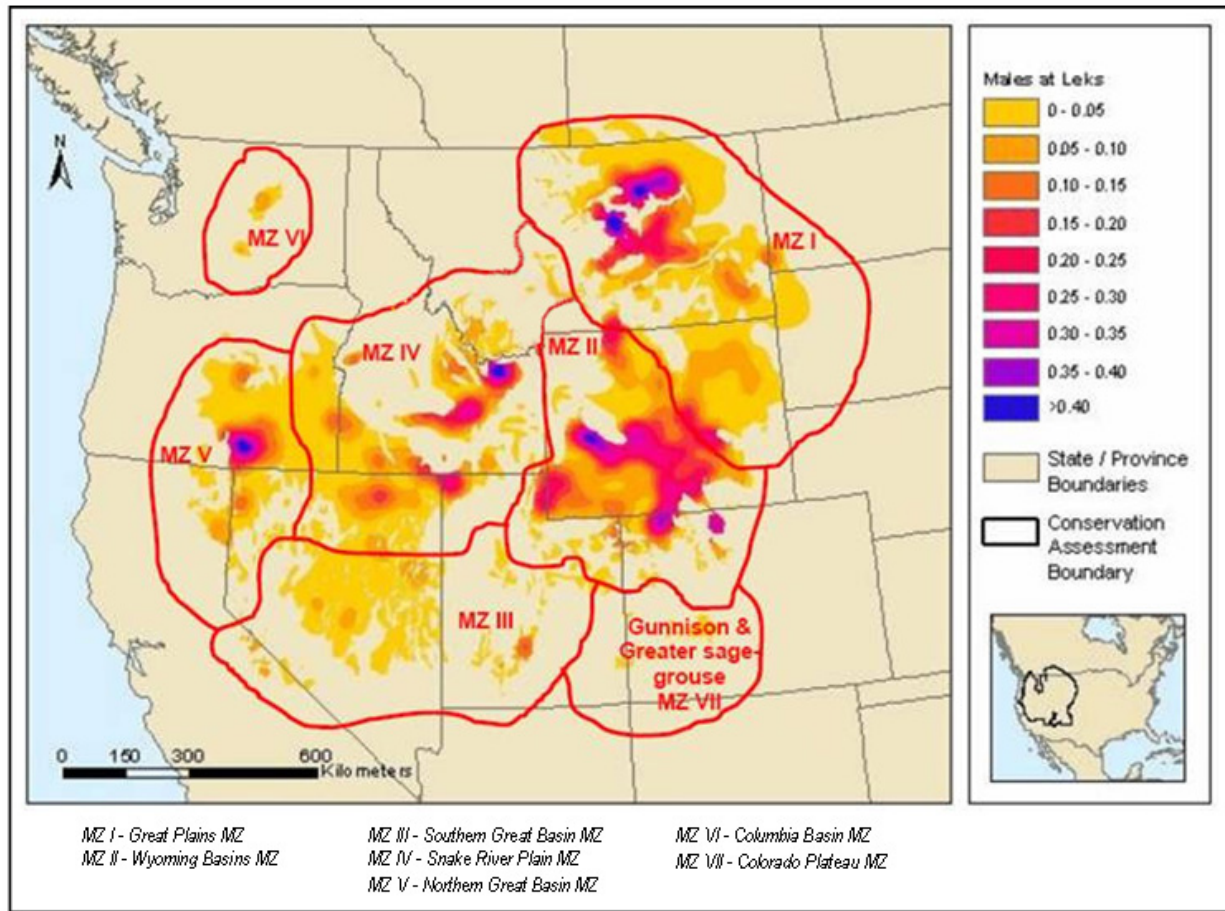 N
MZ VI
MZ I
MZ IV
MZ II
MZ V
MZ III
Gunnison &
Greater sage-
grouse
MZ VII
0 150 300 600
Kilometers
Males at Leks
0 - 0.05
0.05 - 0.10
0.10 - 0.15
0.15 - 0.20
0.20 - 0.25
0.25 - 0.30
0.30 - 0.35
0.35 - 0.40
>0.40
State / Province
Boundaries
Conservation
Assessment
Boundary
MZ I - Great Plains MZ
MZ II - Wyoming Basins MZ
MZ III - Southern Great Basin MZ
MZ IV - Snake River Plain MZ
MZ V - Northern Great Basin MZ
MZ VI - Columbia Basin MZ
MZ VII - Colorado Plateau MZ